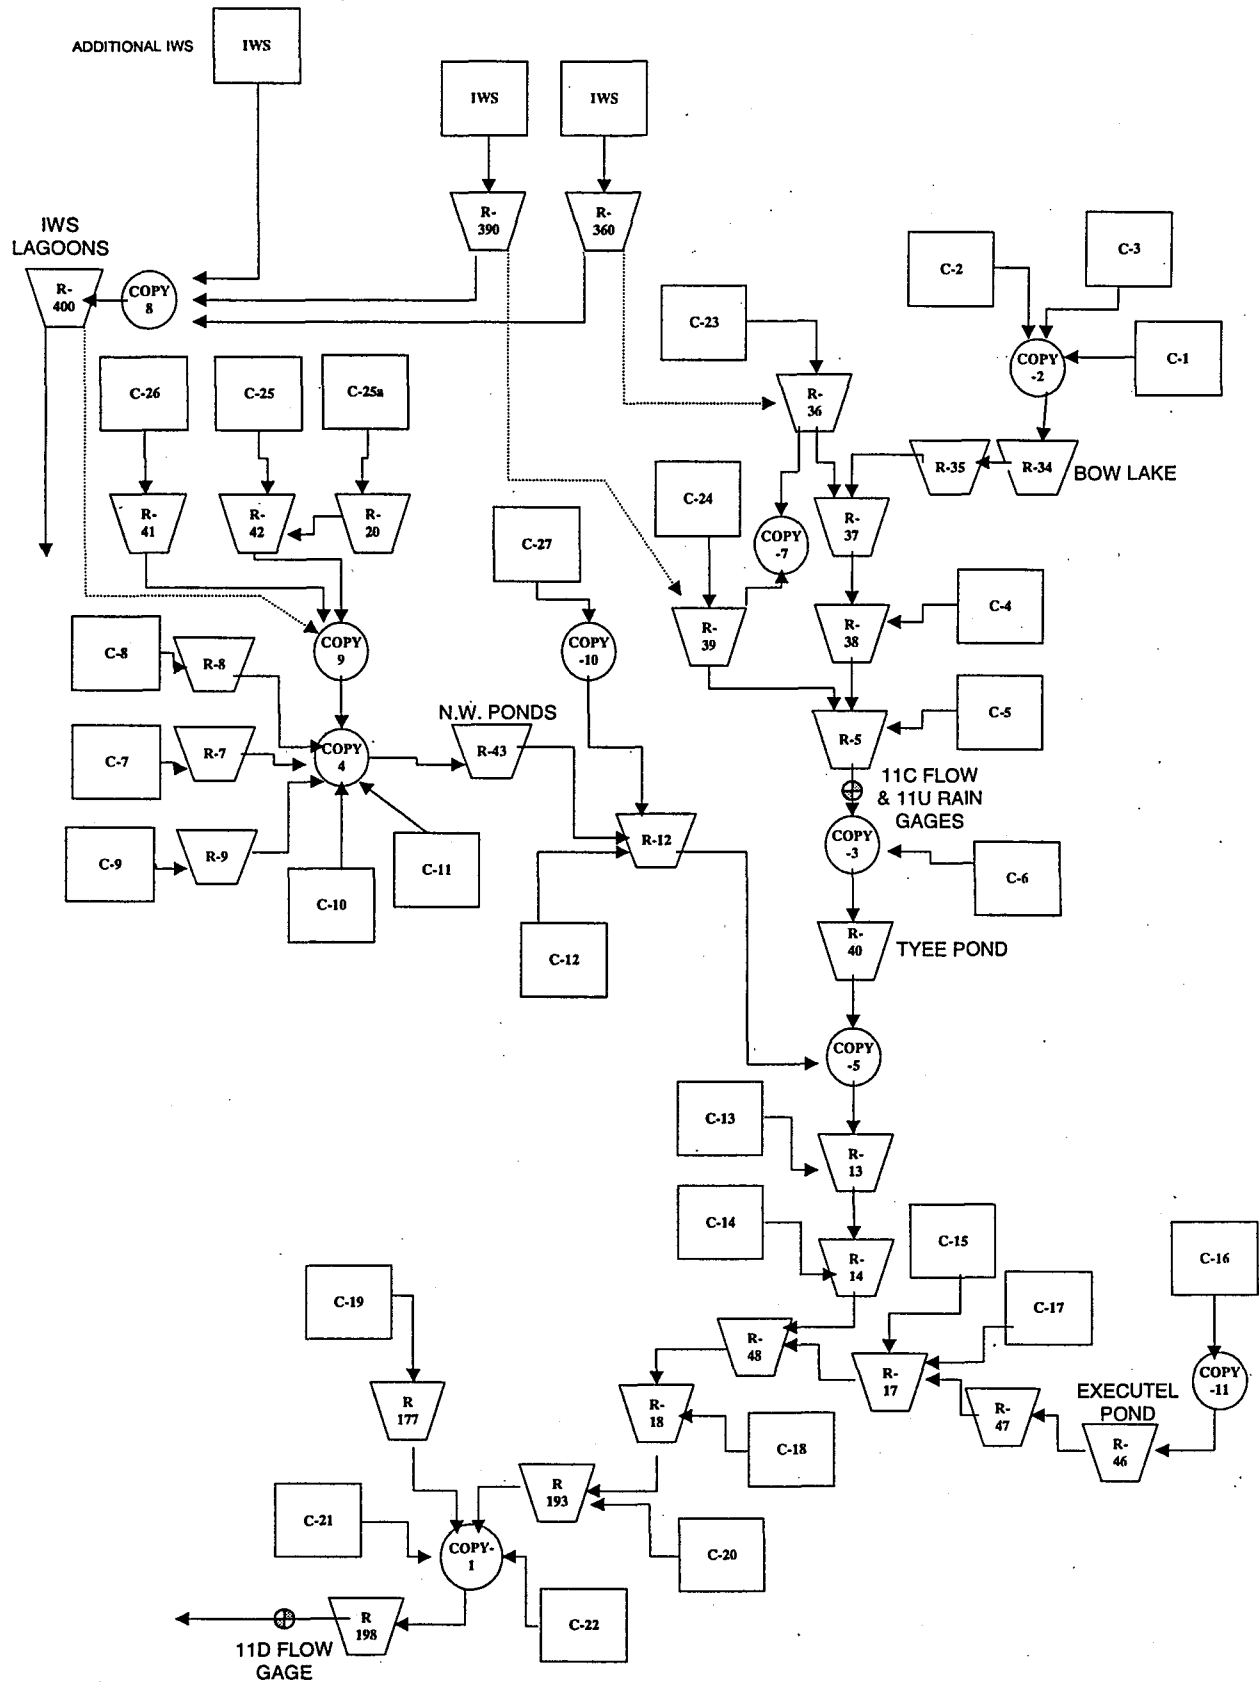 ADDITIONAL IWS
IWS
IWS
IWS
R-
390
R-
360
IWS
LAGOONS
R-
400
COPY
8
C-2
C-3
C-23
COPY
-2
C-1
C-26
C-25
C-25a
R-
36
R-35
R-34
BOW LAKE
C-24
R-
41
R-
42
R-
20
C-27
COPY
-7
R-
37
C-8
R-8
COPY
9
COPY
-10
R-
39
R-
38
C-4
N.W. PONDS
C-7
R-7
COPY
4
R-43
R-5
C-5
11C FLOW
& 11U RAIN
GAGES
C-9
R-9
C-10
C-11
R-12
COPY
-3
C-6
C-12
R-
40
TYEE POND
COPY
-5
C-13
R-
13
C-14
R-
14
C-15
C-16
C-19
C-17
R-
48
R-
17
COPY
-11
R
177
R-
18
R-
47
EXECUTEL
POND
R-
46
C-18
R
193
C-21
COPY-
1
C-20
C-22
R
198
11D FLOW
GAGE